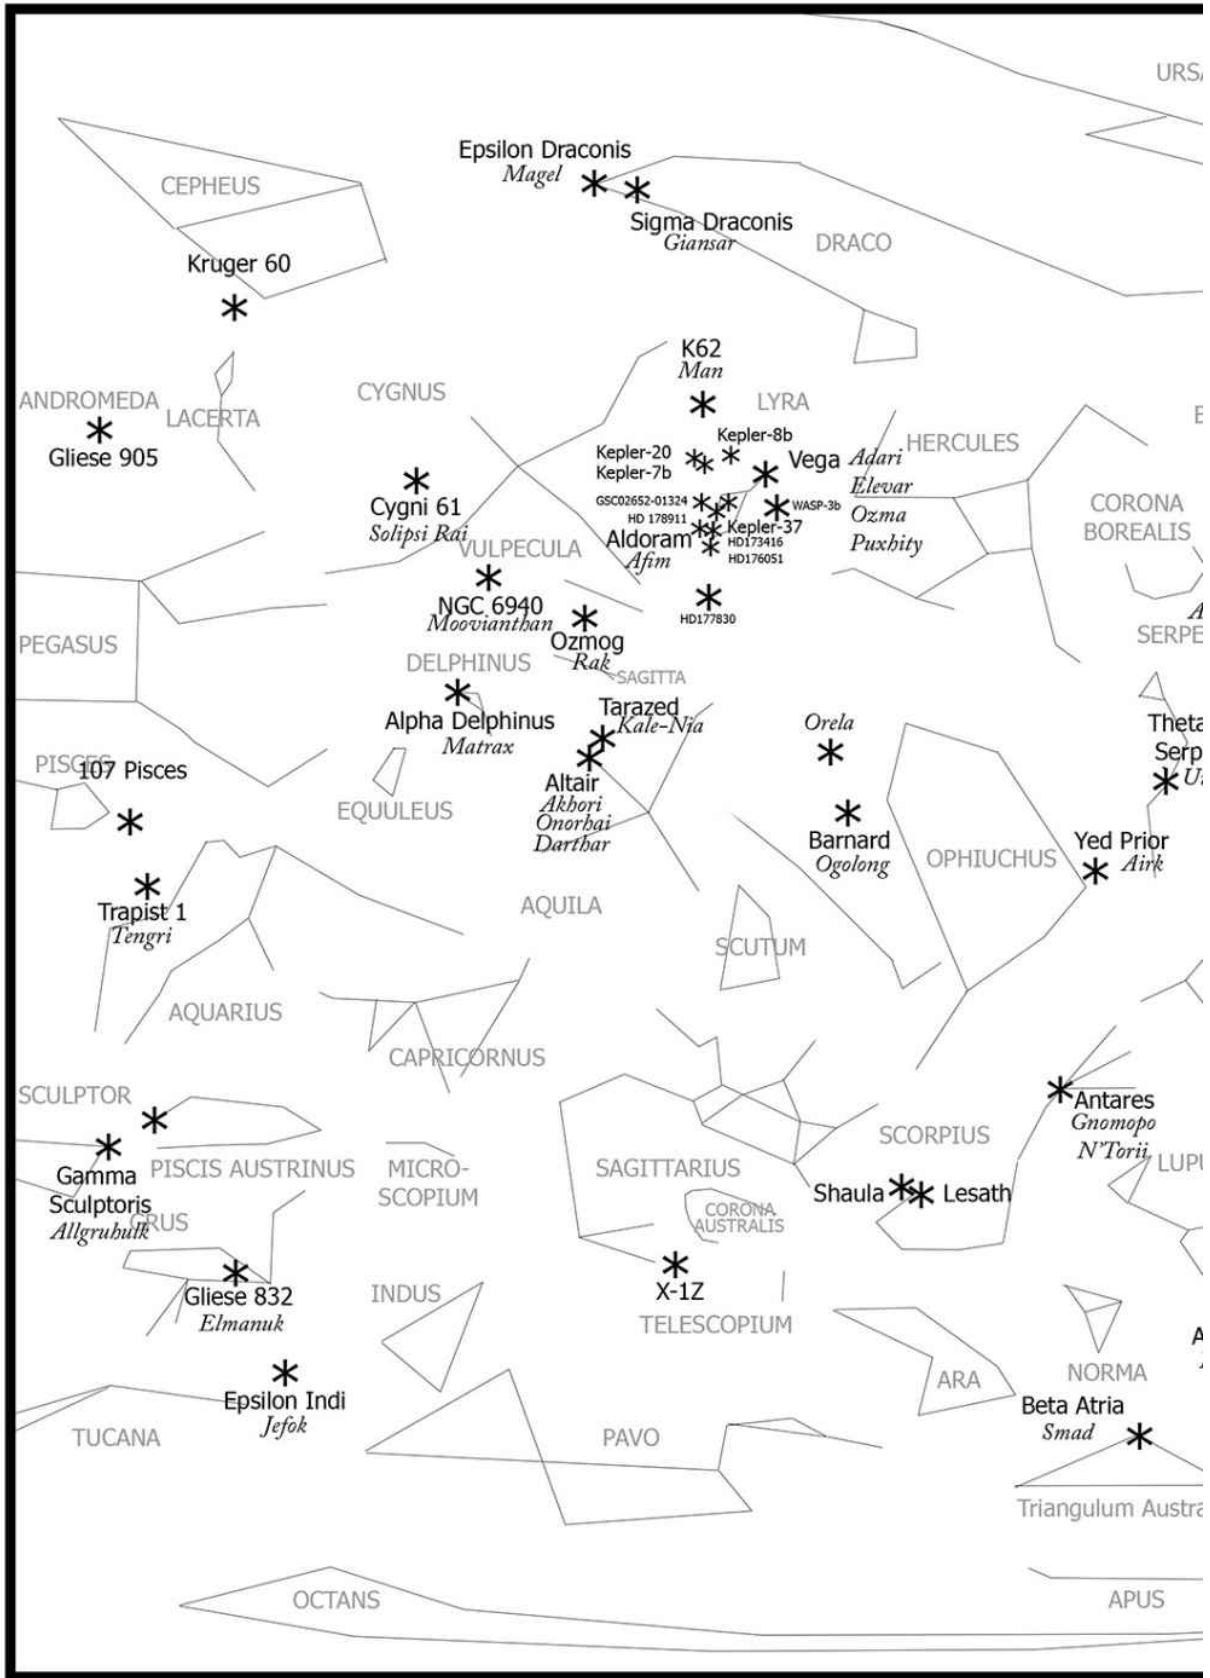 URSA
Epsilon Draconis
Magel
CEPHEUS
Sigma Draconis
Giansar
DRACO
Kruger 60
K62
Man
ANDROMEDA
LACERTA
CYGNUS
LYRA
Gliese 905
HERCULES
Kepler-8b
Kepler-20
Kepler-7b
Vega
Adari
Elevar
Ozma
Puxhity
Cygni 61
Solipsi Rai
GSC02652-01324
WASP-3b
HD 178911
Kepler-37
Aldoram
Afim
HD173416
HD176051
CORONA
BOREALIS
VULPECULA
NGC 6940
Moovianthan
HD177830
Ozmog
Rak
PEGASUS
DELPHINUS
SAGITTA
SERPE
Alpha Delphinus
Matrax
Tarazed
Kale-Nia
Orela
Theta
Serp
PISCES
107 Pisces
Altair
Akhori
Onorhai
Darthar
EQUULEUS
Barnard
Ogolong
OPHIUCHUS
Yed Prior
Airk
Trapist 1
Tengri
AQUILA
SCUTUM
AQUARIUS
CAPRICORNUS
SCULPTOR
Antares
Gnomopo
N'Torii
SCORPIUS
Gamma
Sculptoris
Allgruhulk
PISCIS AUSTRINUS
MICRO-
SCOPIUM
SAGITTARIUS
LUPU
Shaula
Lesath
CORONA
AUSTRALIS
GRUS
X-1Z
Gliese 832
Elmanuk
INDUS
TELESCOPIUM
ARA
NORMA
Epsilon Indi
Jefok
Beta Atria
Smad
TUCANA
PAVO
Triangulum Austra
OCTANS
APUS